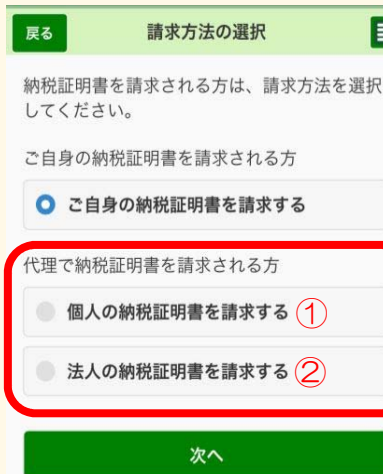 戻る
請求方法の選択
納税証明書を請求される方は、請求方法を選択
してください。
ご自身の納税証明書を請求される方
ご自身の納税証明書を請求する
代理で納税証明書を請求される方
個人の納税証明書を請求する ①
法人の納税証明書を請求する ②
次へ